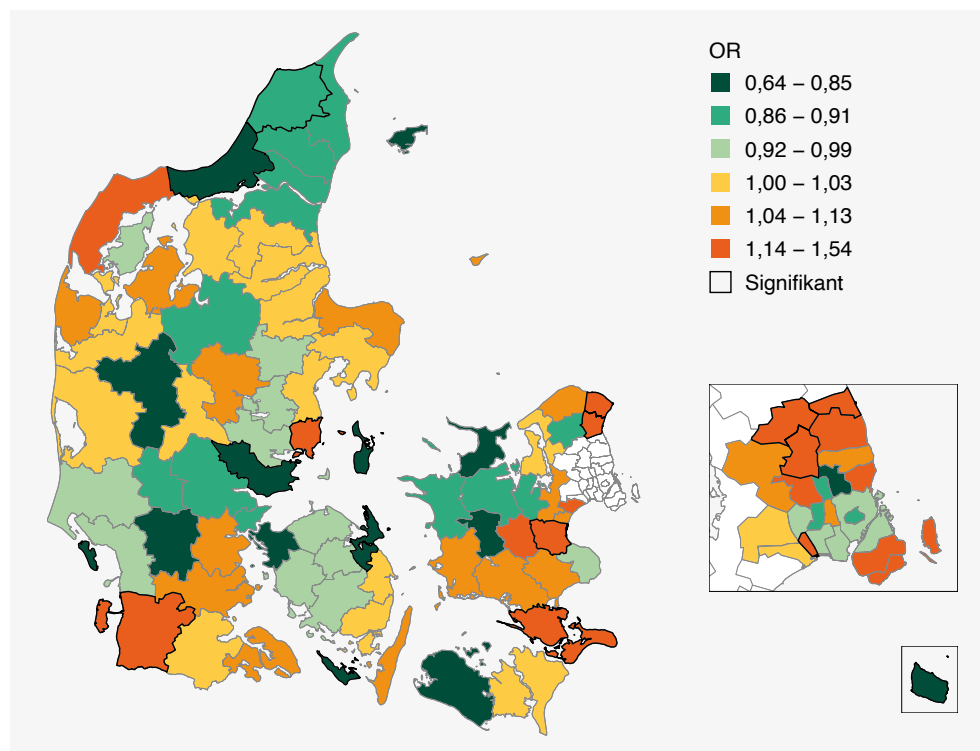 OR
0,64 – 0,85
0,86 – 0,91
0,92 – 0,99
1,00 – 1,03
1,04 – 1,13
1,14 – 1,54
Signifikant